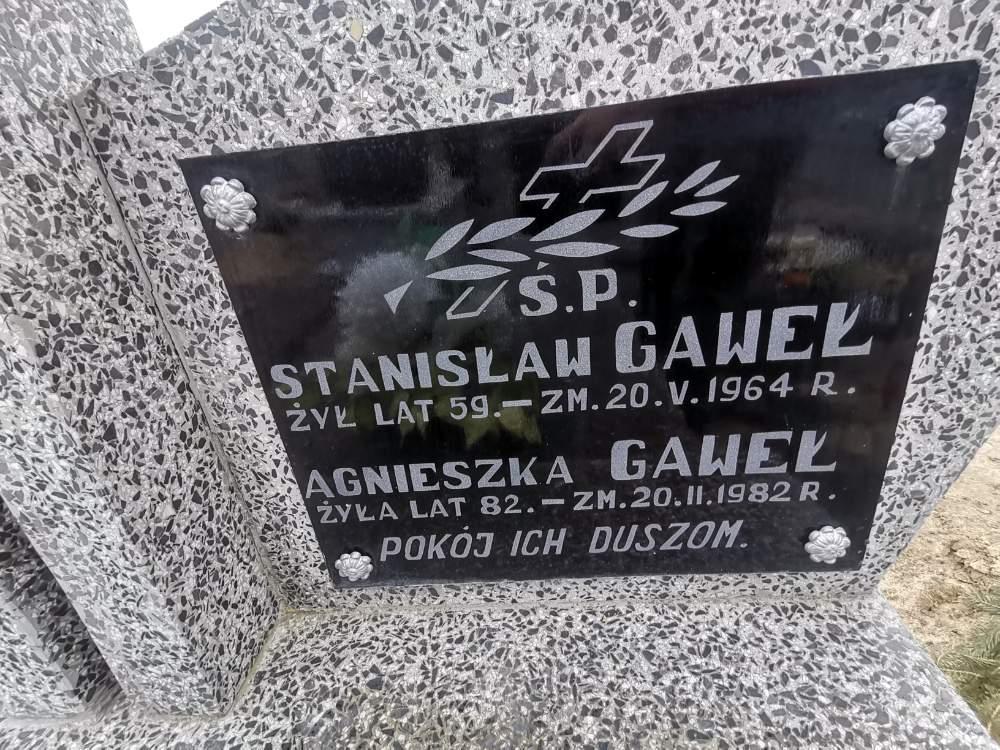 Ś.P.
STANISŁAW GAWEŁ
ŻYŁ LAT 59.– ZM. 20.V.1964 R.
AGNIESZKA GAWEŁ
ŻYŁA LAT 82.– ZM. 20.II.1982 R.
POKÓJ ICH DUSZOM.